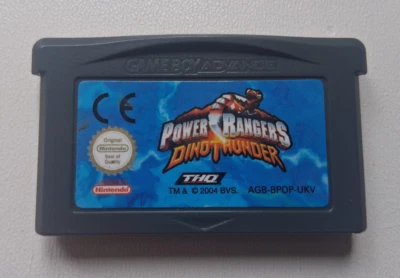 GAME BOY ADVANCE
CE
Original
Nintendo
Seal of
Quality
Nintendo
POWER RANGERS
DINO THUNDER
THQ
TM & © 2004 BVS. AGB-BPOP-UKV